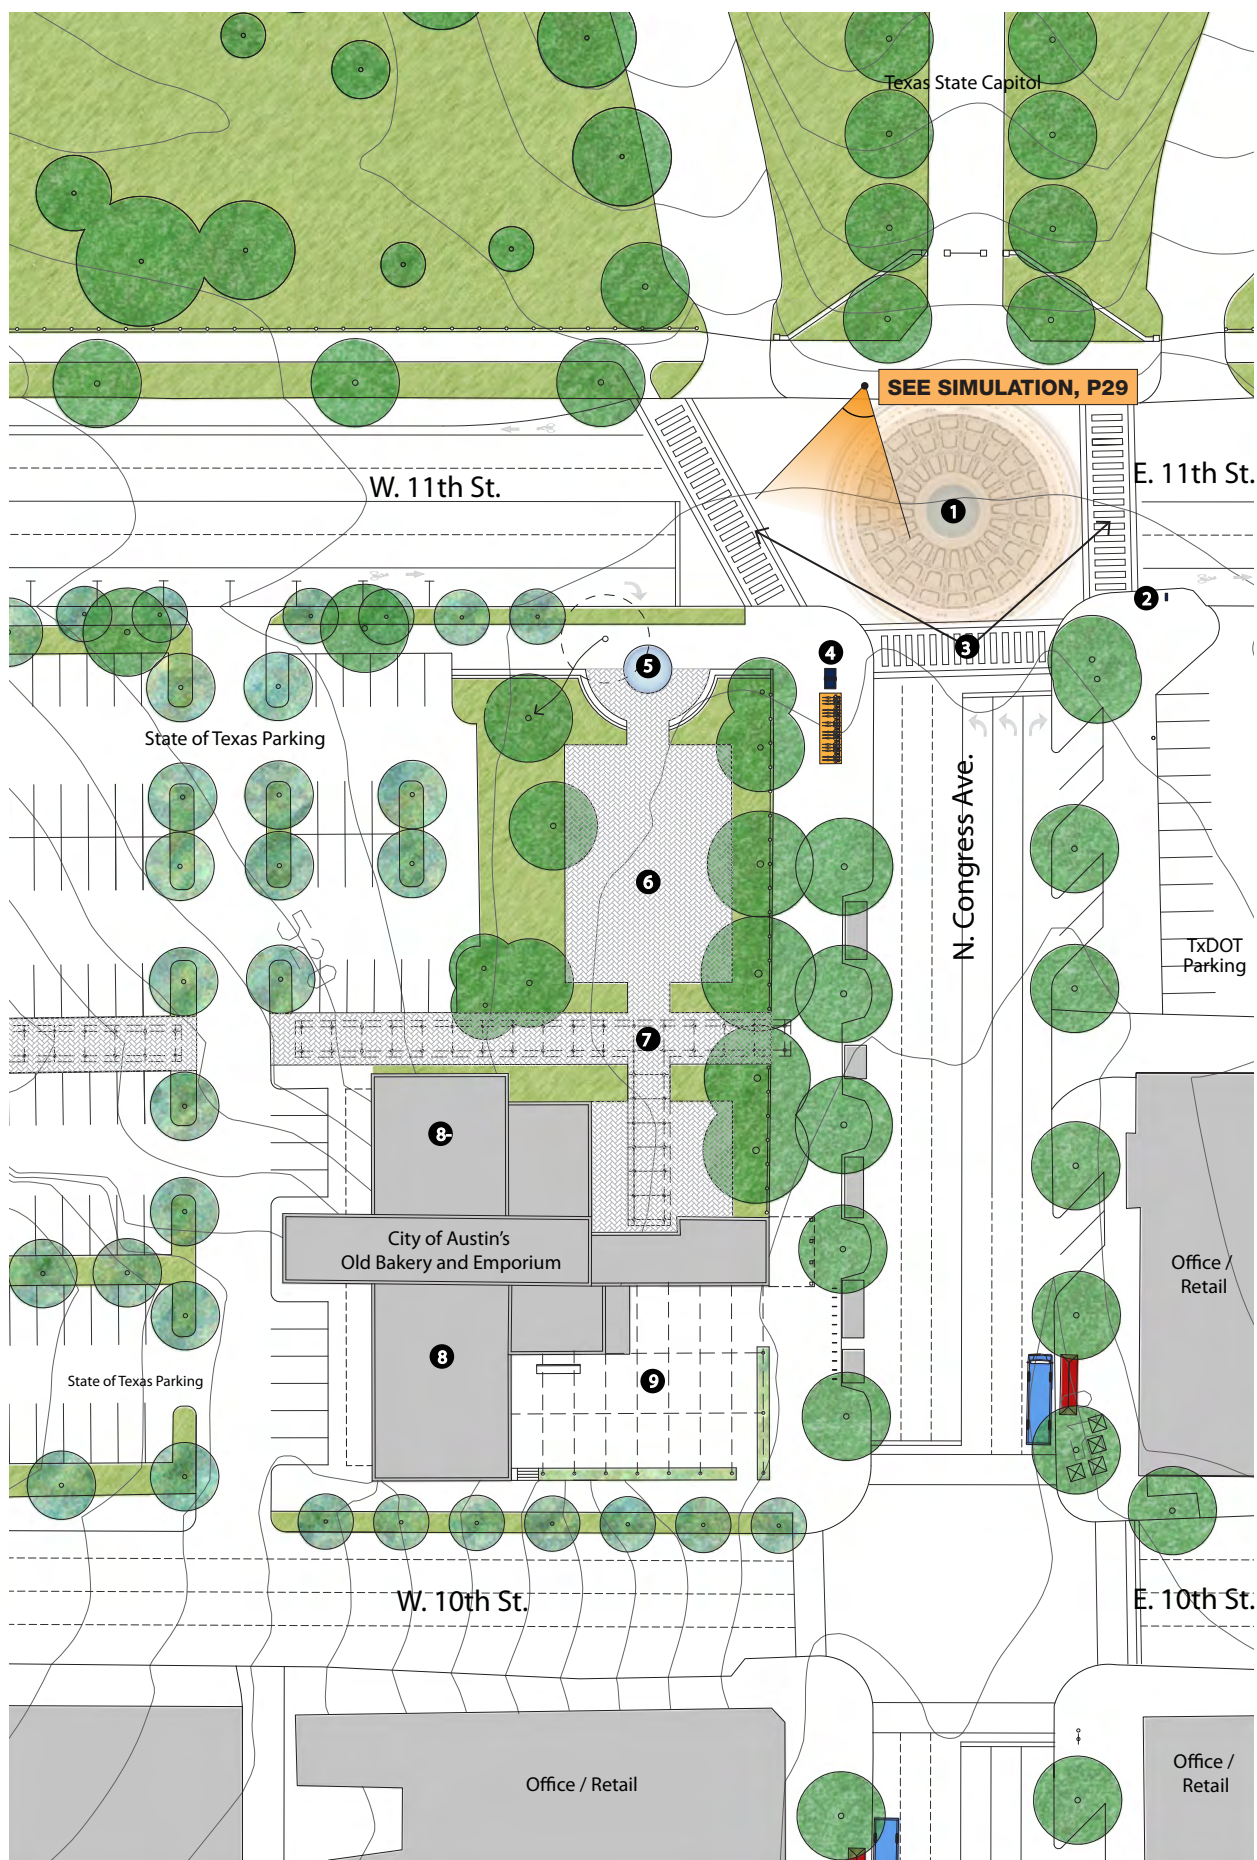 Texas State Capitol
SEE SIMULATION, P29
W. 11th St.
E. 11th St.
1
2
3
4
5
State of Texas Parking
N. Congress Ave.
6
TxDOT
Parking
7
8-
City of Austin's
Old Bakery and Emporium
Office /
Retail
8
9
State of Texas Parking
W. 10th St.
E. 10th St.
Office / Retail
Office /
Retail